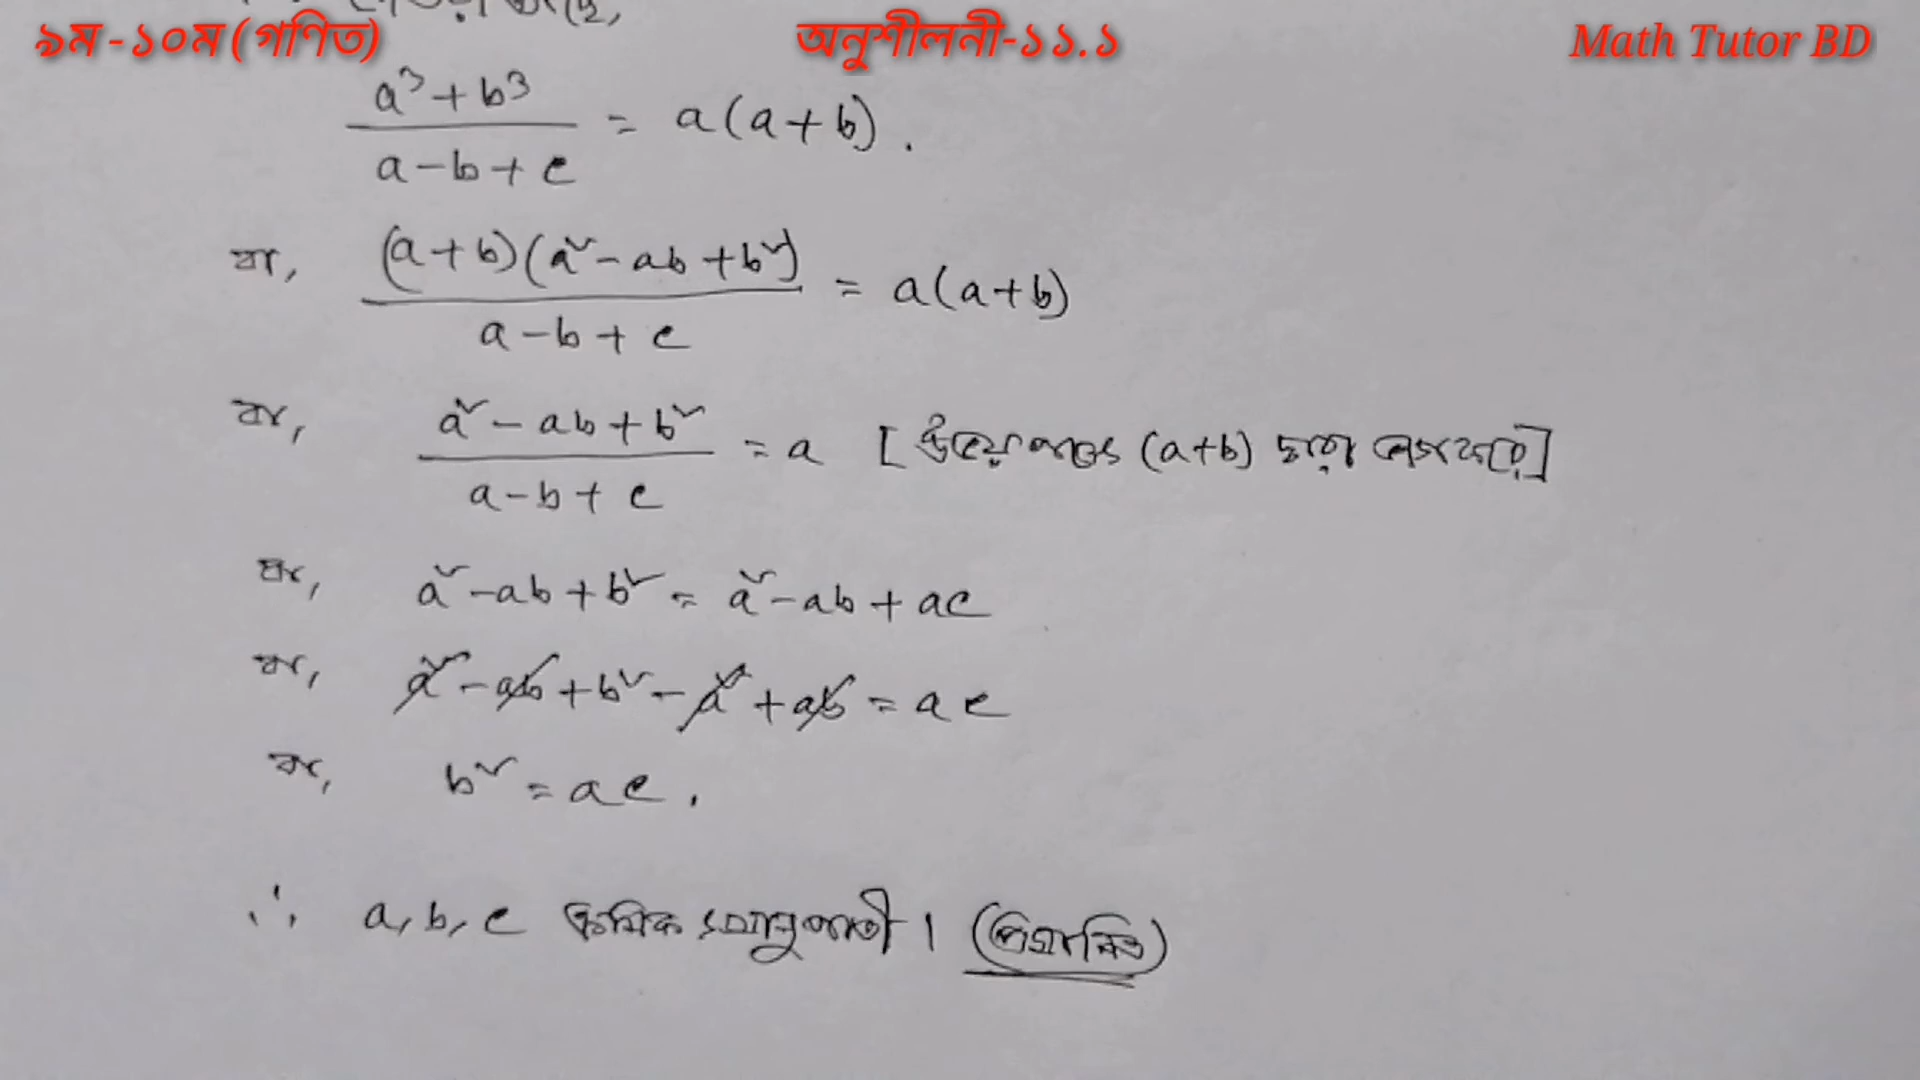 ৯ম-১০ম (গণিত) অনুশীলনী-১১.১ Math Tutor BD
a³+b³
—— = a(a+b).
a-b+c
বা, (a+b)(a²-ab+b²)
—— = a(a+b)
a-b+c
বা, a²-ab+b²
—— = a [উভয়পক্ষকে (a+b) দ্বারা ভাগ করে]
a-b+c
বা, a²-ab+b² = a²-ab+ac
বা, a²-ab+b²-a²+ab = ac
বা, b² = ac.
∴ a, b, c ক্রমিক সমানুপাতী। (প্রমাণিত)